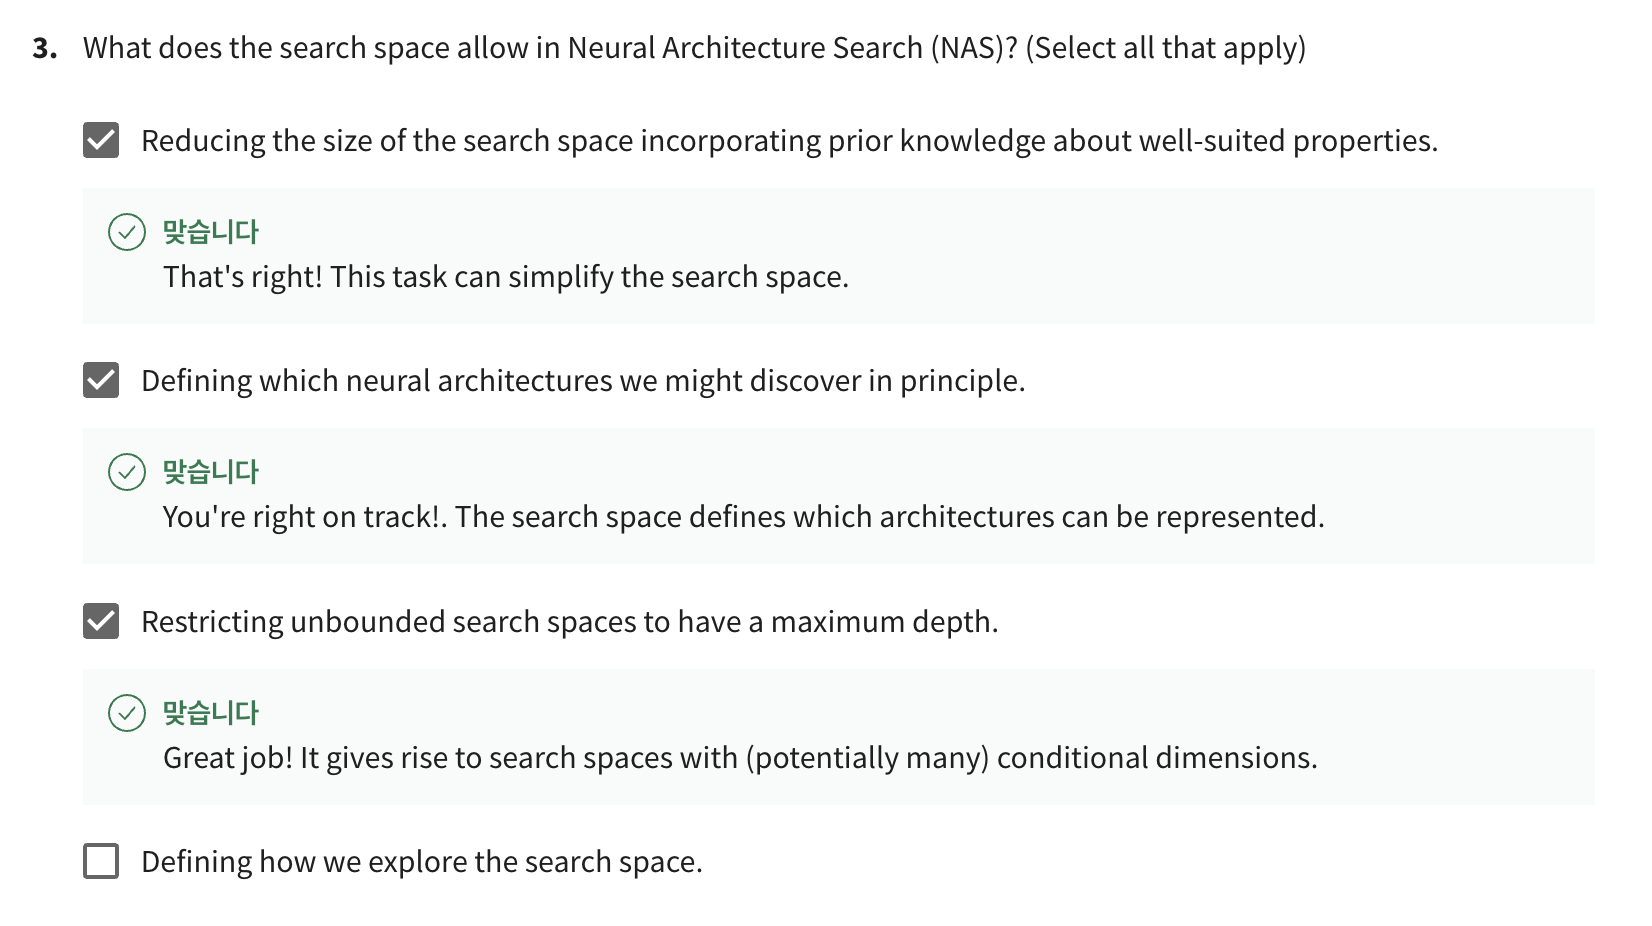 3. What does the search space allow in Neural Architecture Search (NAS)? (Select all that apply)
Reducing the size of the search space incorporating prior knowledge about well-suited properties.
맞습니다
That's right! This task can simplify the search space.
Defining which neural architectures we might discover in principle.
맞습니다
You're right on track!. The search space defines which architectures can be represented.
Restricting unbounded search spaces to have a maximum depth.
맞습니다
Great job! It gives rise to search spaces with (potentially many) conditional dimensions.
Defining how we explore the search space.